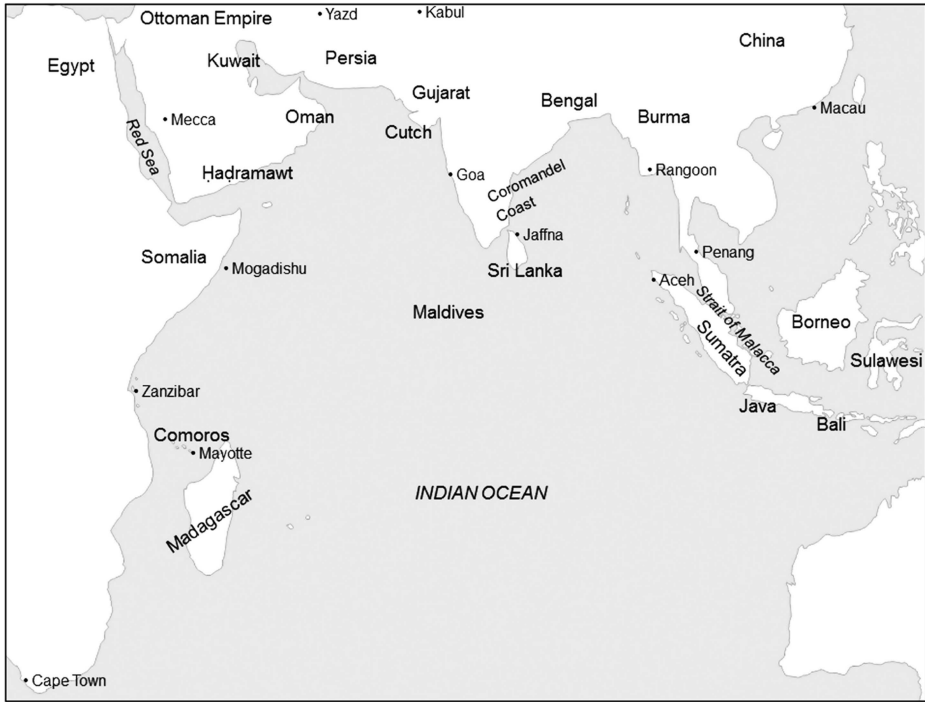 Ottoman Empire
Yazd
Kabul
China
Egypt
Kuwait
Persia
Gujarat
Bengal
Macau
Mecca
Oman
Cutch
Burma
Red Sea
Hadramawt
Goa
Coromandel
Coast
Rangoon
Jaffna
Somalia
Mogadishu
Sri Lanka
Penang
Aceh
Maldives
Strait of Malacca
Sumatra
Borneo
Sulawesi
Zanzibar
Java
Bali
Comoros
Mayotte
INDIAN OCEAN
Madagascar
Cape Town